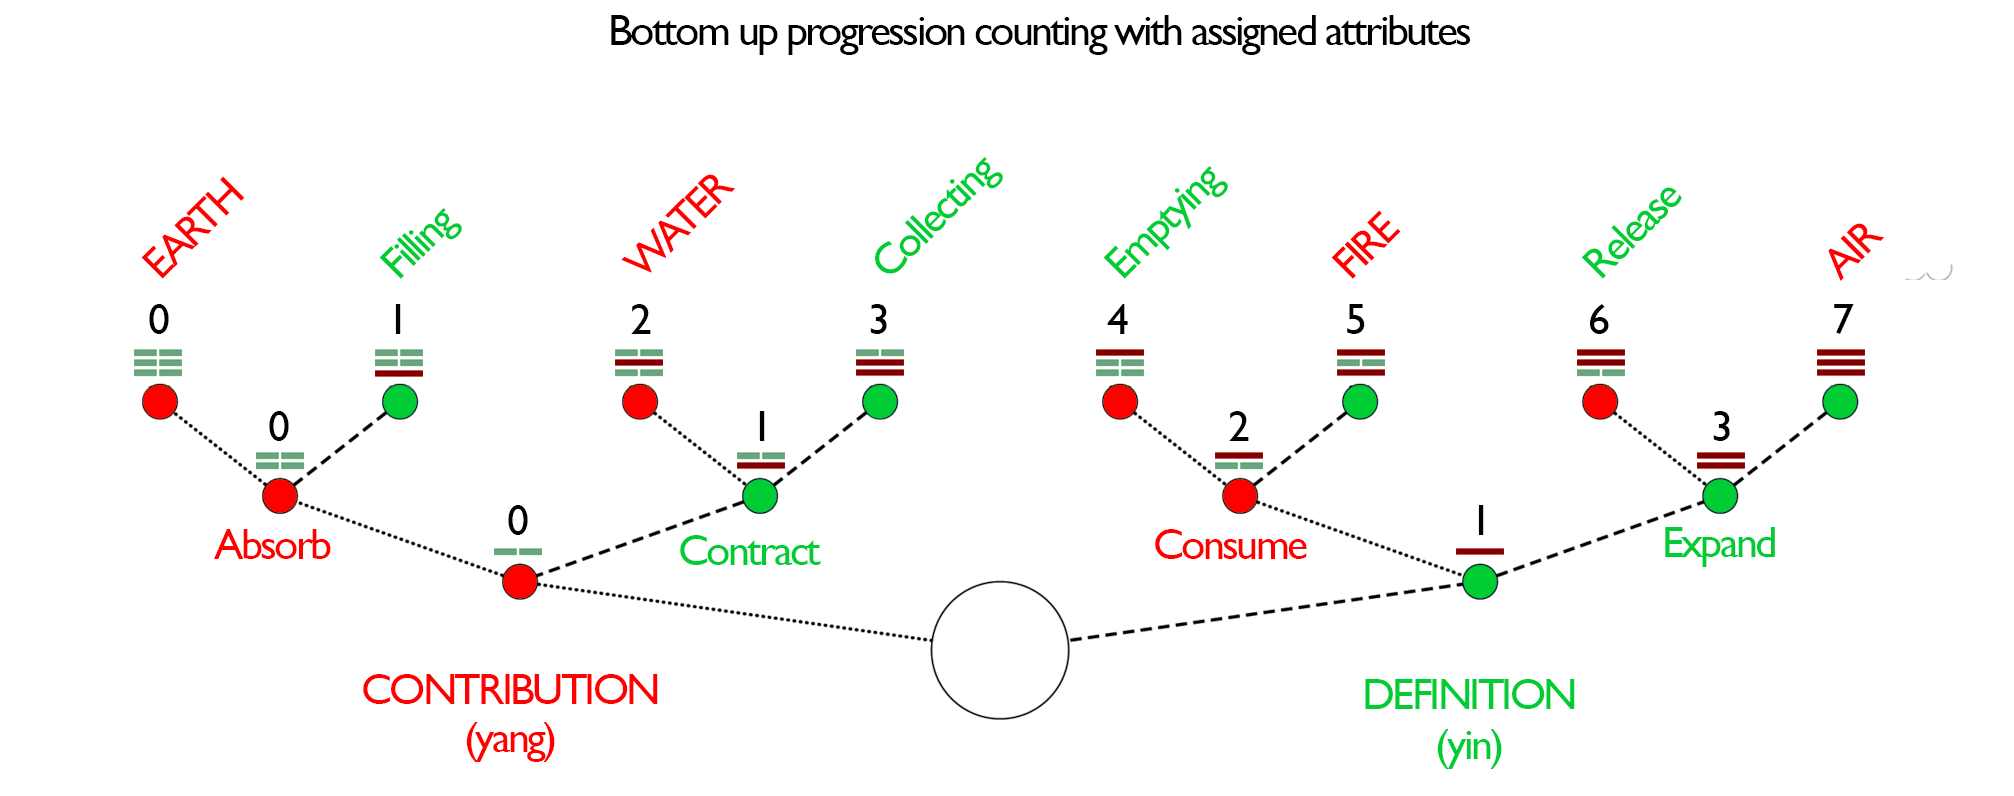 Bottom up progression counting with assigned attributes
EARTH
Filling
WATER
Collecting
Emptying
FIRE
Release
AIR
0
1
2
3
4
5
6
7
0
1
2
3
Absorb
Contract
Consume
Expand
0
1
CONTRIBUTION
(yang)
DEFINITION
(yin)